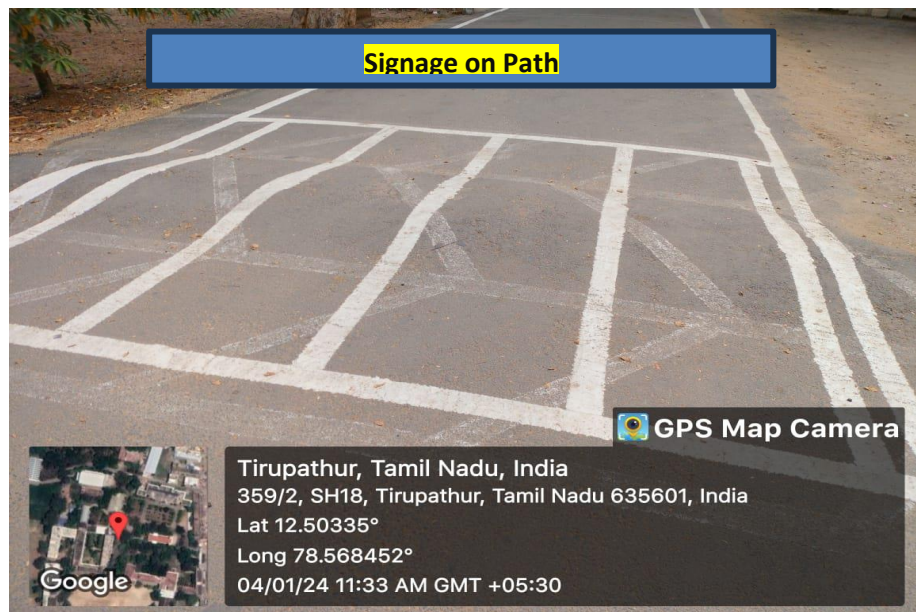 Signage on Path
GPS Map Camera
Tirupathur, Tamil Nadu, India
359/2, SH18, Tirupathur, Tamil Nadu 635601, India
Lat 12.50335°
Long 78.568452°
04/01/24 11:33 AM GMT +05:30
Google